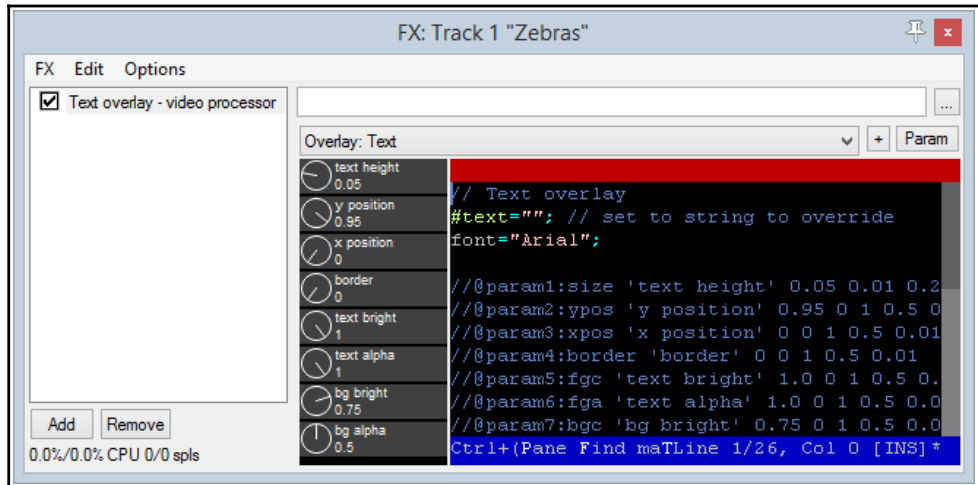 FX: Track 1 "Zebras"
x
FX Edit Options
Text overlay - video processor
...
Overlay: Text
+ Param
text height
0.05
y position
0.95
x position
0
border
0
text bright
1
text alpha
1
bg bright
0.75
bg alpha
0.5
// Text overlay
#text=""; // set to string to override
font="Arial";
//@param1:size 'text height' 0.05 0.01 0.2
//@param2:ypos 'y position' 0.95 0 1 0.5 0
//@param3:xpos 'x position' 0 0 1 0.5 0.01
//@param4:border 'border' 0 0 1 0.5 0.01
//@param5:fgc 'text bright' 1.0 0 1 0.5 0.
//@param6:fga 'text alpha' 1.0 0 1 0.5 0.0
//@param7:bgc 'bg bright' 0.75 0 1 0.5 0.0
Ctrl+(Pane Find maTLine 1/26, Col 0 [INS]*
Add Remove
0.0%/0.0% CPU 0/0 spls